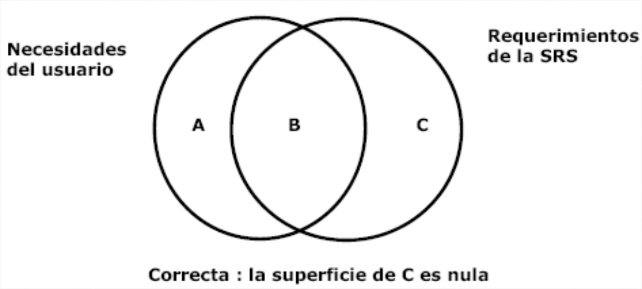 Necesidades
del usuario
Requerimientos
de la SRS
A
B
C
Correcta : la superficie de C es nula